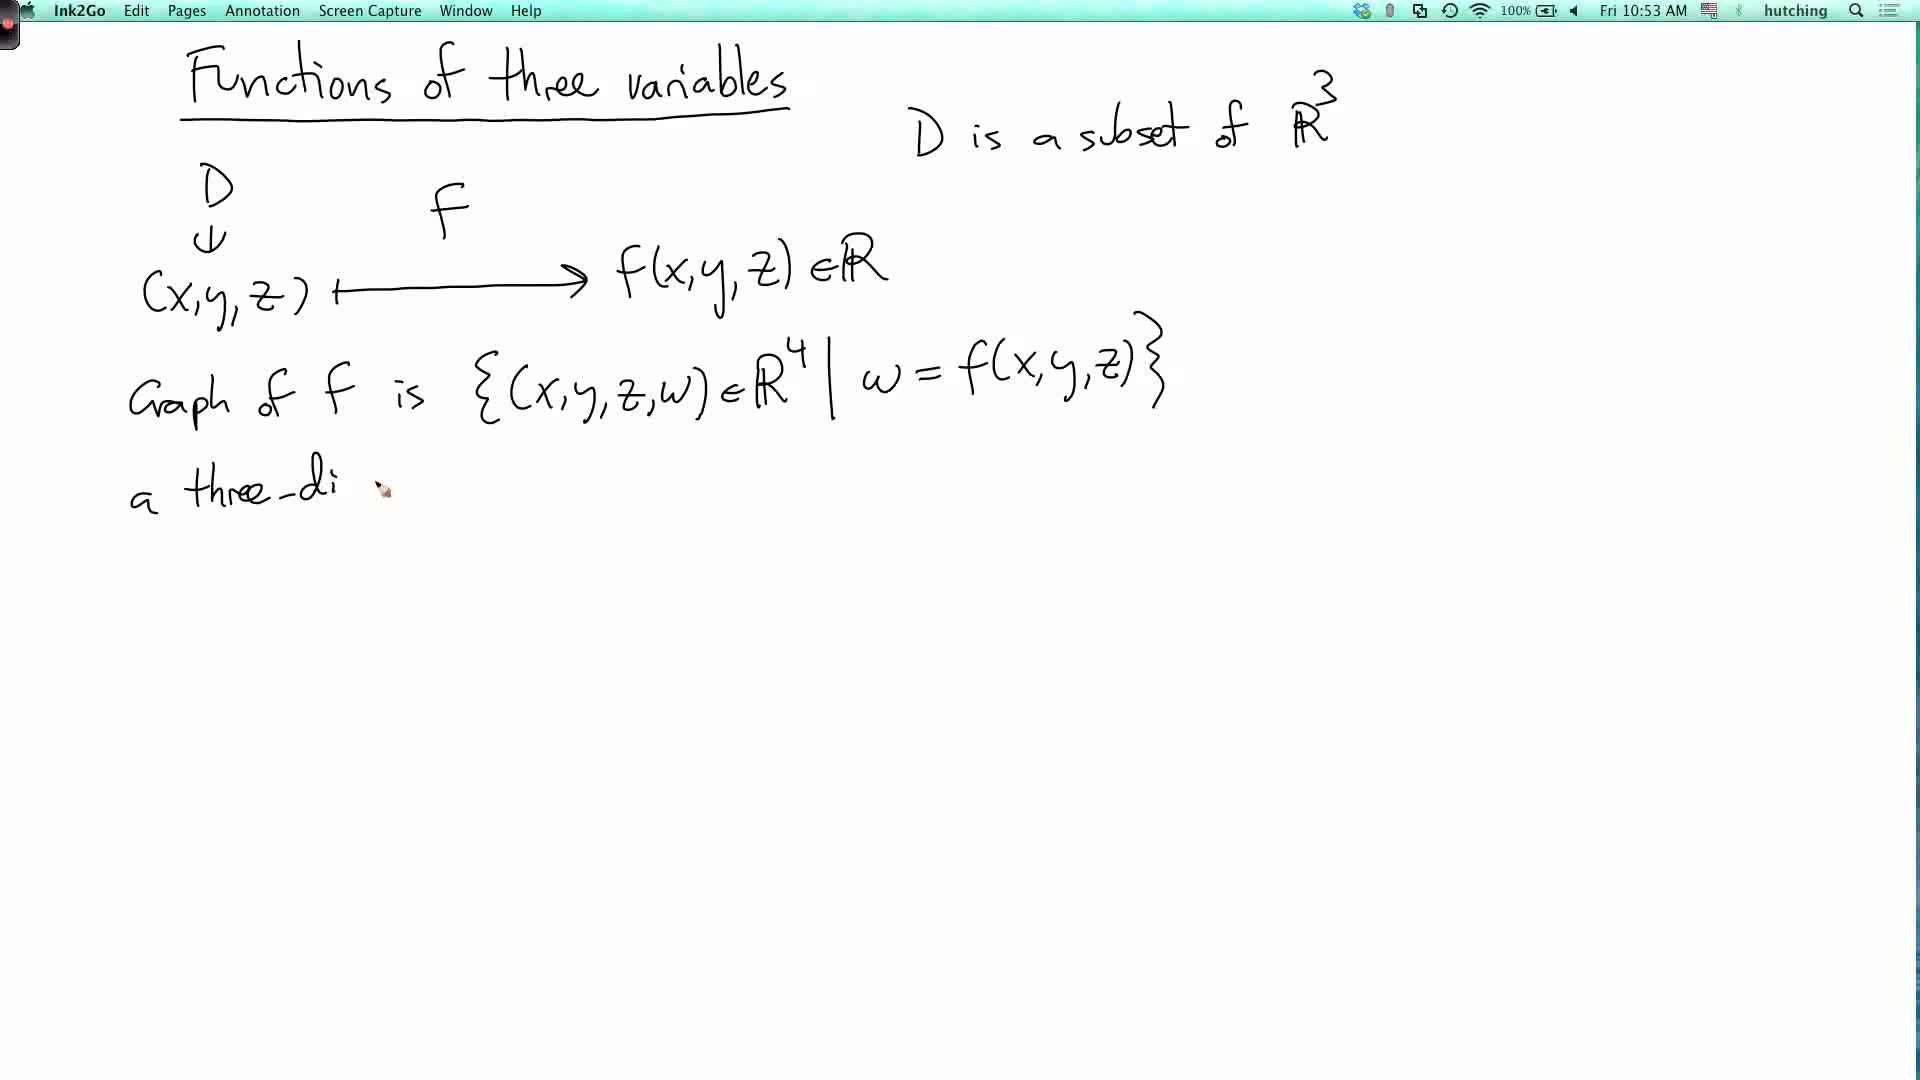 Ink2Go Edit Pages Annotation Screen Capture Window Help 100% Fri 10:53 AM hutching
Functions of three variables
D is a subset of ℝ³
D
f
(x,y,z) ⟼ f(x,y,z) ∈ ℝ
Graph of f is {(x,y,z,w) ∈ ℝ⁴ | w = f(x,y,z)}
a three-di